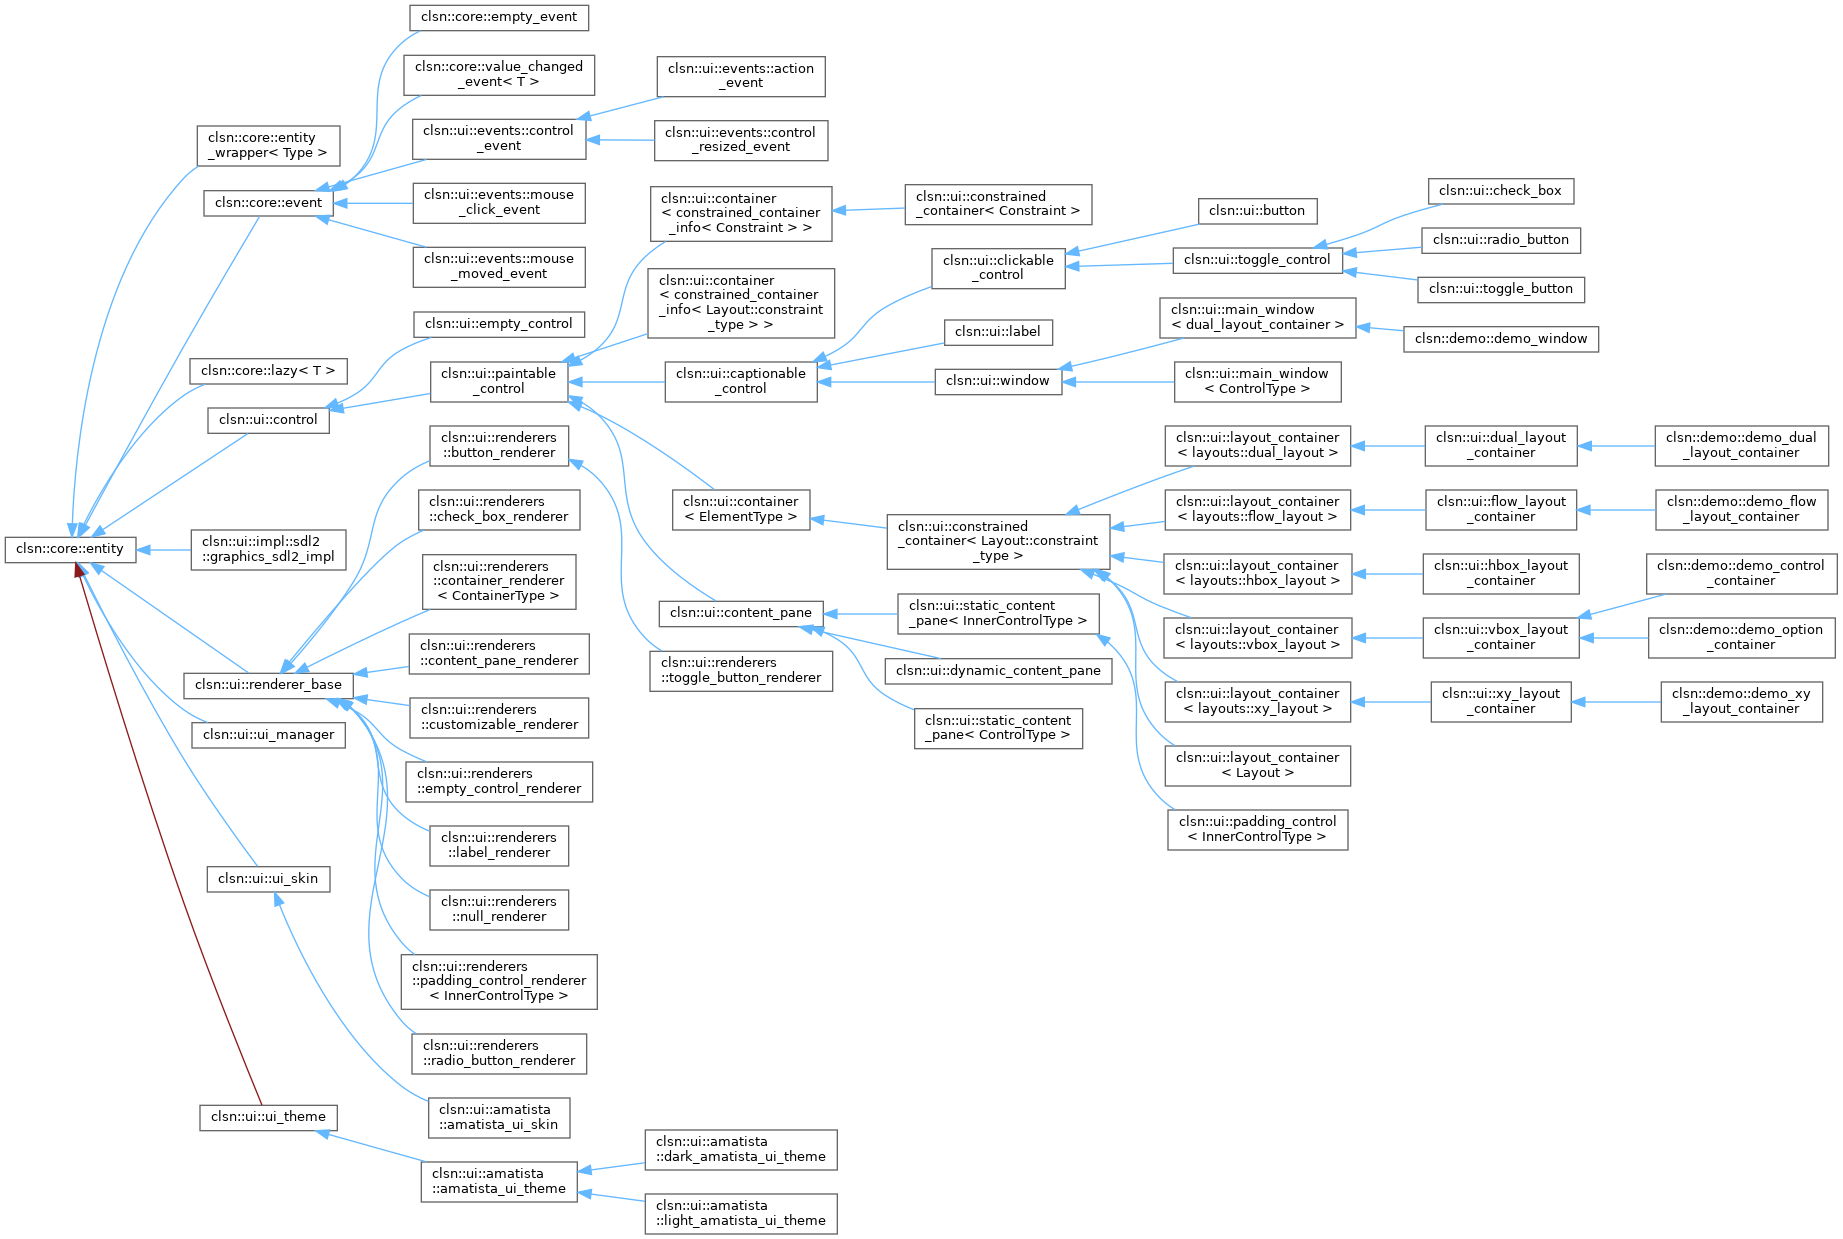 clsn::core::entity
clsn::core::entity
_wrapper< Type >
clsn::core::event
clsn::core::empty_event
clsn::core::value_changed
_event< T >
clsn::ui::events::control
_event
clsn::ui::events::action
_event
clsn::ui::events::control
_resized_event
clsn::ui::events::mouse
_click_event
clsn::ui::events::mouse
_moved_event
clsn::core::lazy< T >
clsn::ui::control
clsn::ui::empty_control
clsn::ui::paintable
_control
clsn::ui::container
< constrained_container
_info< Constraint > >
clsn::ui::constrained
_container< Constraint >
clsn::ui::container
< constrained_container
_info< Layout::constraint
_type > >
clsn::ui::captionable
_control
clsn::ui::clickable
_control
clsn::ui::button
clsn::ui::toggle_control
clsn::ui::check_box
clsn::ui::radio_button
clsn::ui::toggle_button
clsn::ui::label
clsn::ui::window
clsn::ui::main_window
< dual_layout_container >
clsn::demo::demo_window
clsn::ui::main_window
< ControlType >
clsn::ui::container
< ElementType >
clsn::ui::constrained
_container< Layout::constraint
_type >
clsn::ui::layout_container
< layouts::dual_layout >
clsn::ui::dual_layout
_container
clsn::demo::demo_dual
_layout_container
clsn::ui::layout_container
< layouts::flow_layout >
clsn::ui::flow_layout
_container
clsn::demo::demo_flow
_layout_container
clsn::ui::layout_container
< layouts::hbox_layout >
clsn::ui::hbox_layout
_container
clsn::ui::layout_container
< layouts::vbox_layout >
clsn::ui::vbox_layout
_container
clsn::demo::demo_control
_container
clsn::demo::demo_option
_container
clsn::ui::layout_container
< layouts::xy_layout >
clsn::ui::xy_layout
_container
clsn::demo::demo_xy
_layout_container
clsn::ui::layout_container
< Layout >
clsn::ui::content_pane
clsn::ui::static_content
_pane< InnerControlType >
clsn::ui::padding_control
< InnerControlType >
clsn::ui::dynamic_content_pane
clsn::ui::static_content
_pane< ControlType >
clsn::ui::impl::sdl2
::graphics_sdl2_impl
clsn::ui::renderer_base
clsn::ui::renderers
::button_renderer
clsn::ui::renderers
::toggle_button_renderer
clsn::ui::renderers
::check_box_renderer
clsn::ui::renderers
::container_renderer
< ContainerType >
clsn::ui::renderers
::content_pane_renderer
clsn::ui::renderers
::customizable_renderer
clsn::ui::renderers
::empty_control_renderer
clsn::ui::renderers
::label_renderer
clsn::ui::renderers
::null_renderer
clsn::ui::renderers
::padding_control_renderer
< InnerControlType >
clsn::ui::renderers
::radio_button_renderer
clsn::ui::ui_manager
clsn::ui::ui_skin
clsn::ui::amatista
::amatista_ui_skin
clsn::ui::ui_theme
clsn::ui::amatista
::amatista_ui_theme
clsn::ui::amatista
::dark_amatista_ui_theme
clsn::ui::amatista
::light_amatista_ui_theme